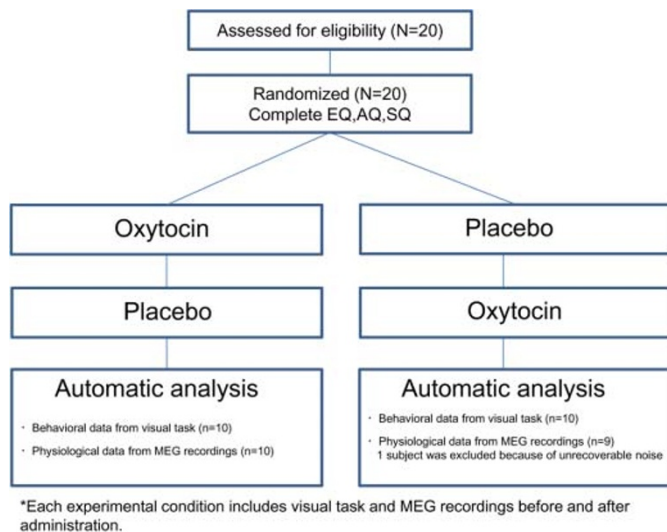 Assessed for eligibility (N=20)
Randomized (N=20)
Complete EQ,AQ,SQ
Oxytocin
Placebo
Placebo
Oxytocin
Automatic analysis
· Behavioral data from visual task (n=10)
· Physiological data from MEG recordings (n=10)
Automatic analysis
· Behavioral data from visual task (n=10)
· Physiological data from MEG recordings (n=9)
1 subject was excluded because of unrecoverable noise
*Each experimental condition includes visual task and MEG recordings before and after
administration.